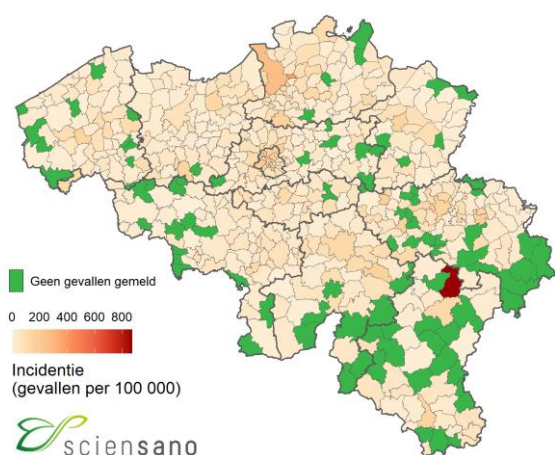 Geen gevallen gemeld
0 200 400 600 800
Incidentie
(gevallen per 100 000)
sciensano